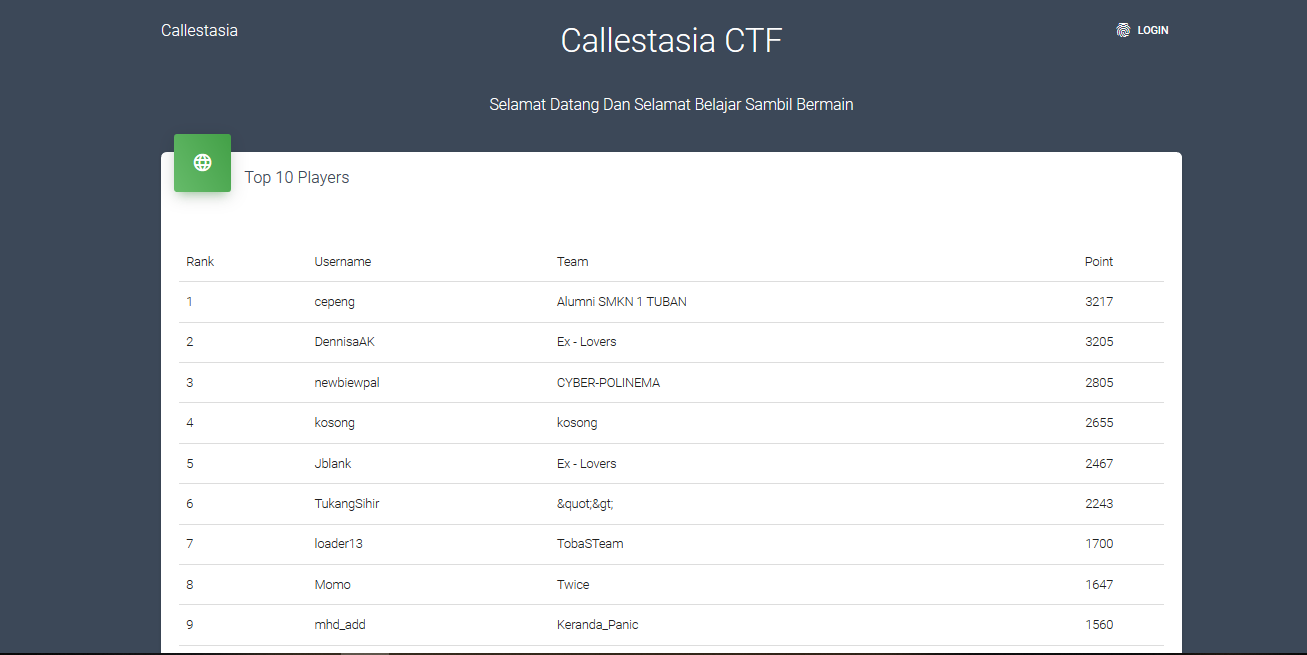 Callestasia
Callestasia CTF
LOGIN
Selamat Datang Dan Selamat Belajar Sambil Bermain
Top 10 Players
Rank Username Team Point
1 cepeng Alumni SMKN 1 TUBAN 3217
2 DennisaAK Ex - Lovers 3205
3 newbiewpal CYBER-POLINEMA 2805
4 kosong kosong 2655
5 Jblank Ex - Lovers 2467
6 TukangSihir &quot;&gt; 2243
7 loader13 TobaSTeam 1700
8 Momo Twice 1647
9 mhd_add Keranda_Panic 1560